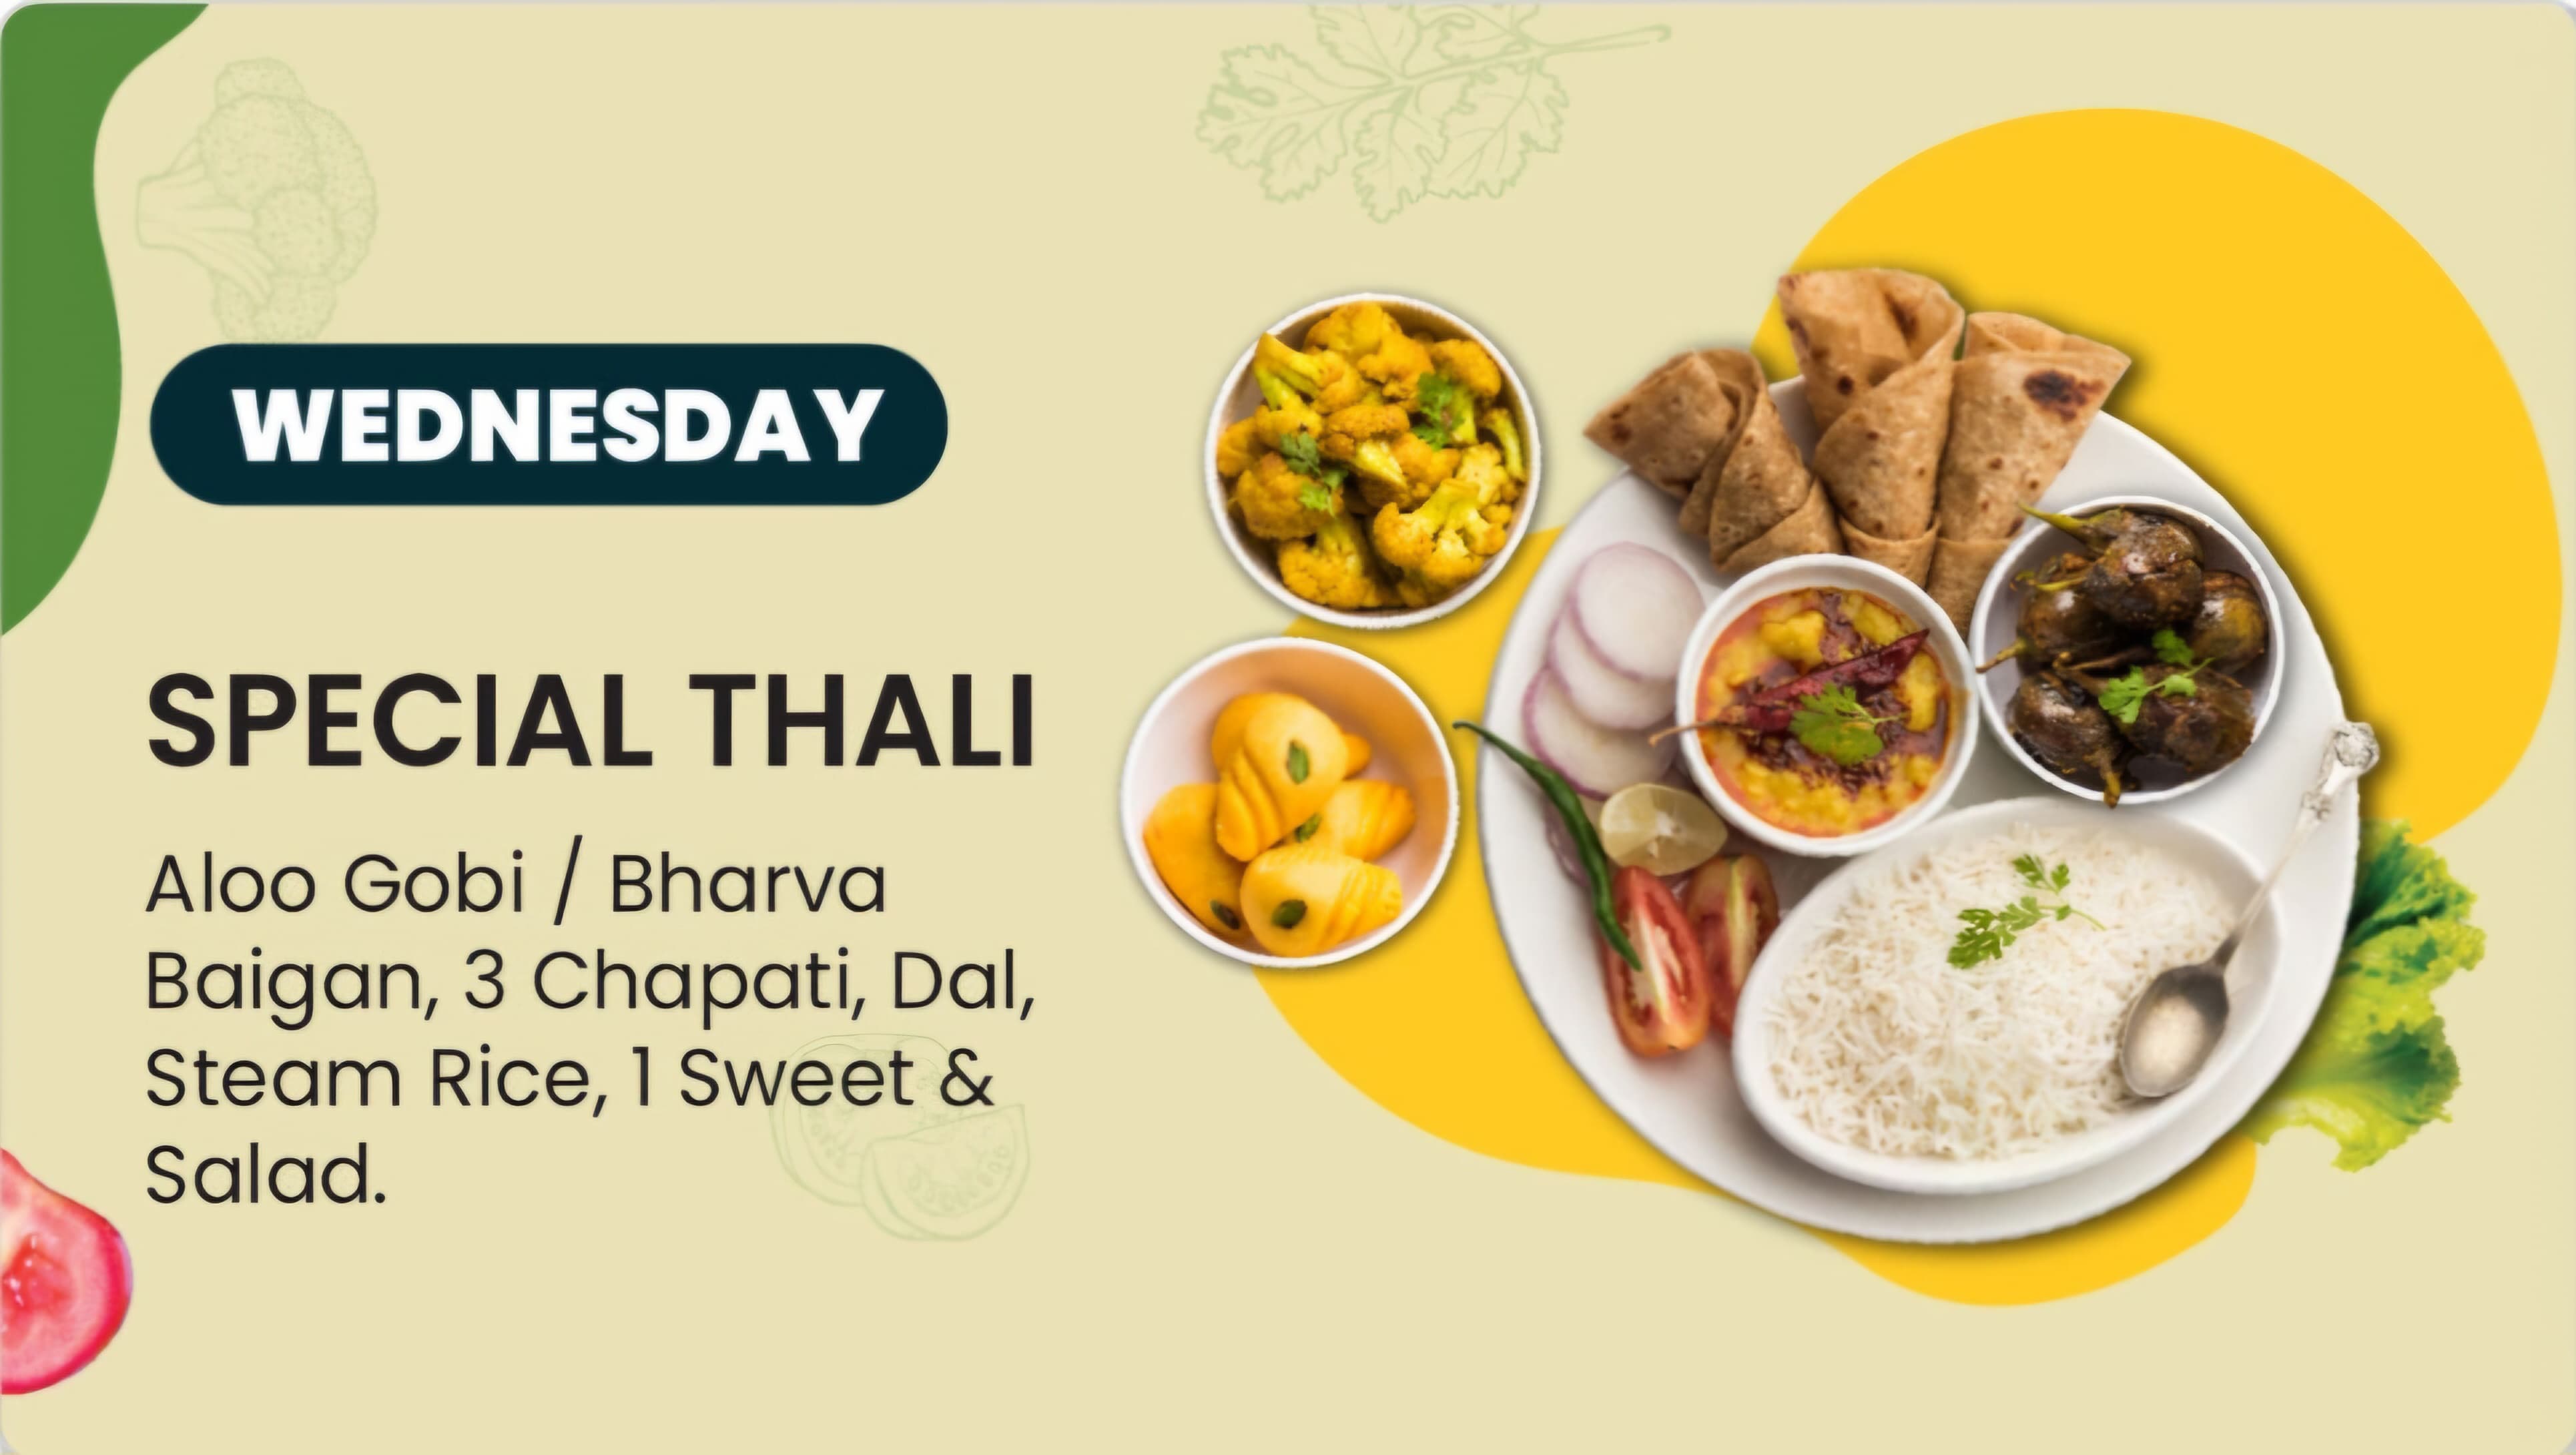 WEDNESDAY
SPECIAL THALI
Aloo Gobi / Bharva
Baigan, 3 Chapati, Dal,
Steam Rice, 1 Sweet &
Salad.